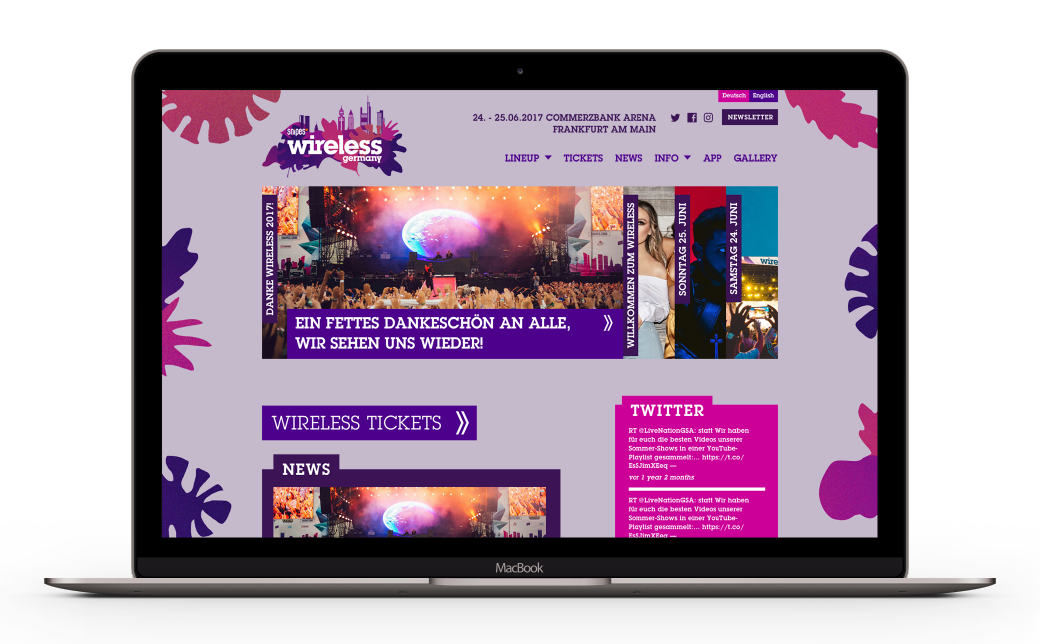 Deutsch English
snipes
wireless
germany
24. - 25.06.2017 COMMERZBANK ARENA
FRANKFURT AM MAIN
NEWSLETTER
LINEUP TICKETS NEWS INFO APP GALLERY
DANKE WIRELESS 2017!
EIN FETTES DANKESCHÖN AN ALLE,
WIR SEHEN UNS WIEDER!
WILLKOMMEN ZUM WIRELESS
SONNTAG 25. JUNI
SAMSTAG 24. JUNI
wire
WIRELESS TICKETS
NEWS
TWITTER
RT @LiveNationGSA: statt Wir haben
für euch die besten Videos unserer
Sommer-Shows in einer YouTube-
Playlist gesammelt:... https://t.co/
EsSJimXEeq —
vor 1 year 2 months
RT @LiveNationGSA: statt Wir haben
für euch die besten Videos unserer
Sommer-Shows in einer YouTube-
Playlist gesammelt:... https://t.co/
EsSJimXEeq —
MacBook